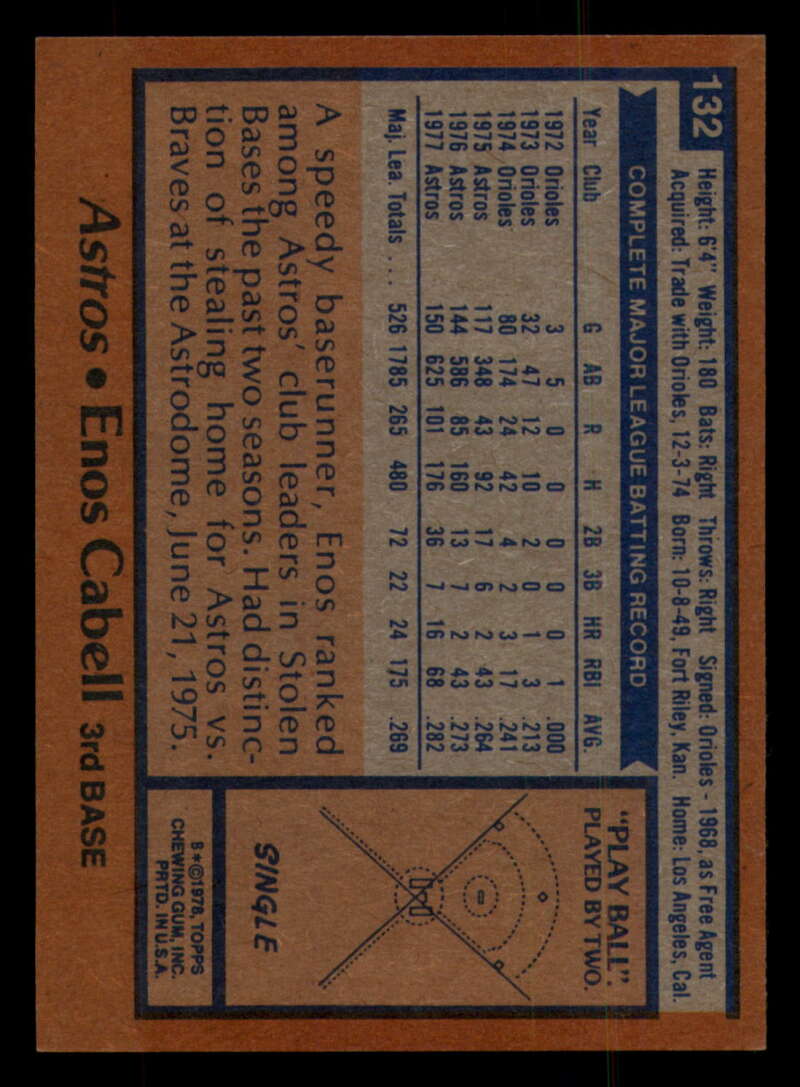 132
Height: 6'4" Weight: 180 Bats: Right Throws: Right Signed: Orioles - 1968, as Free Agent
Acquired: Trade with Orioles, 12-3-74 Born: 10-8-49, Fort Riley, Kan. Home: Los Angeles, Cal.
COMPLETE MAJOR LEAGUE BATTING RECORD
Year Club G AB R H 2B 3B HR RBI AVG.
1972 Orioles 3 5 0 0 0 0 0 1 .000
1973 Orioles 32 47 12 10 2 0 1 3 .213
1974 Orioles 80 174 24 42 4 2 3 17 .241
1975 Astros 117 348 43 92 17 6 2 43 .264
1976 Astros 144 586 85 160 13 7 2 43 .273
1977 Astros 150 625 101 176 36 7 16 68 .282
Maj. Lea. Totals . . . 526 1785 265 480 72 22 24 175 .269
A speedy baserunner, Enos ranked
among Astros' club leaders in Stolen
Bases the past two seasons. Had distinc-
tion of stealing home for Astros vs.
Braves at the Astrodome, June 21, 1975.
"PLAY BALL".
PLAYED BY TWO.
SINGLE
B*©1978, TOPPS
CHEWING GUM, INC.
PRTD. IN U.S.A.
Astros • Enos Cabell 3rd BASE